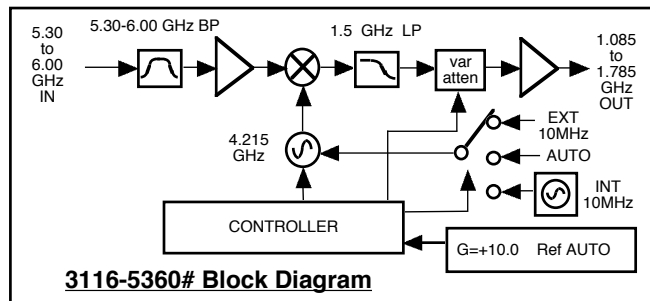 5.30
to
6.00
GHz
IN
5.30-6.00 GHz BP
1.5 GHz LP
var
atten
1.085
to
1.785
GHz
OUT
4.215
GHz
EXT
10MHz
AUTO
INT
10MHz
CONTROLLER
G=+10.0 Ref AUTO
3116-5360# Block Diagram